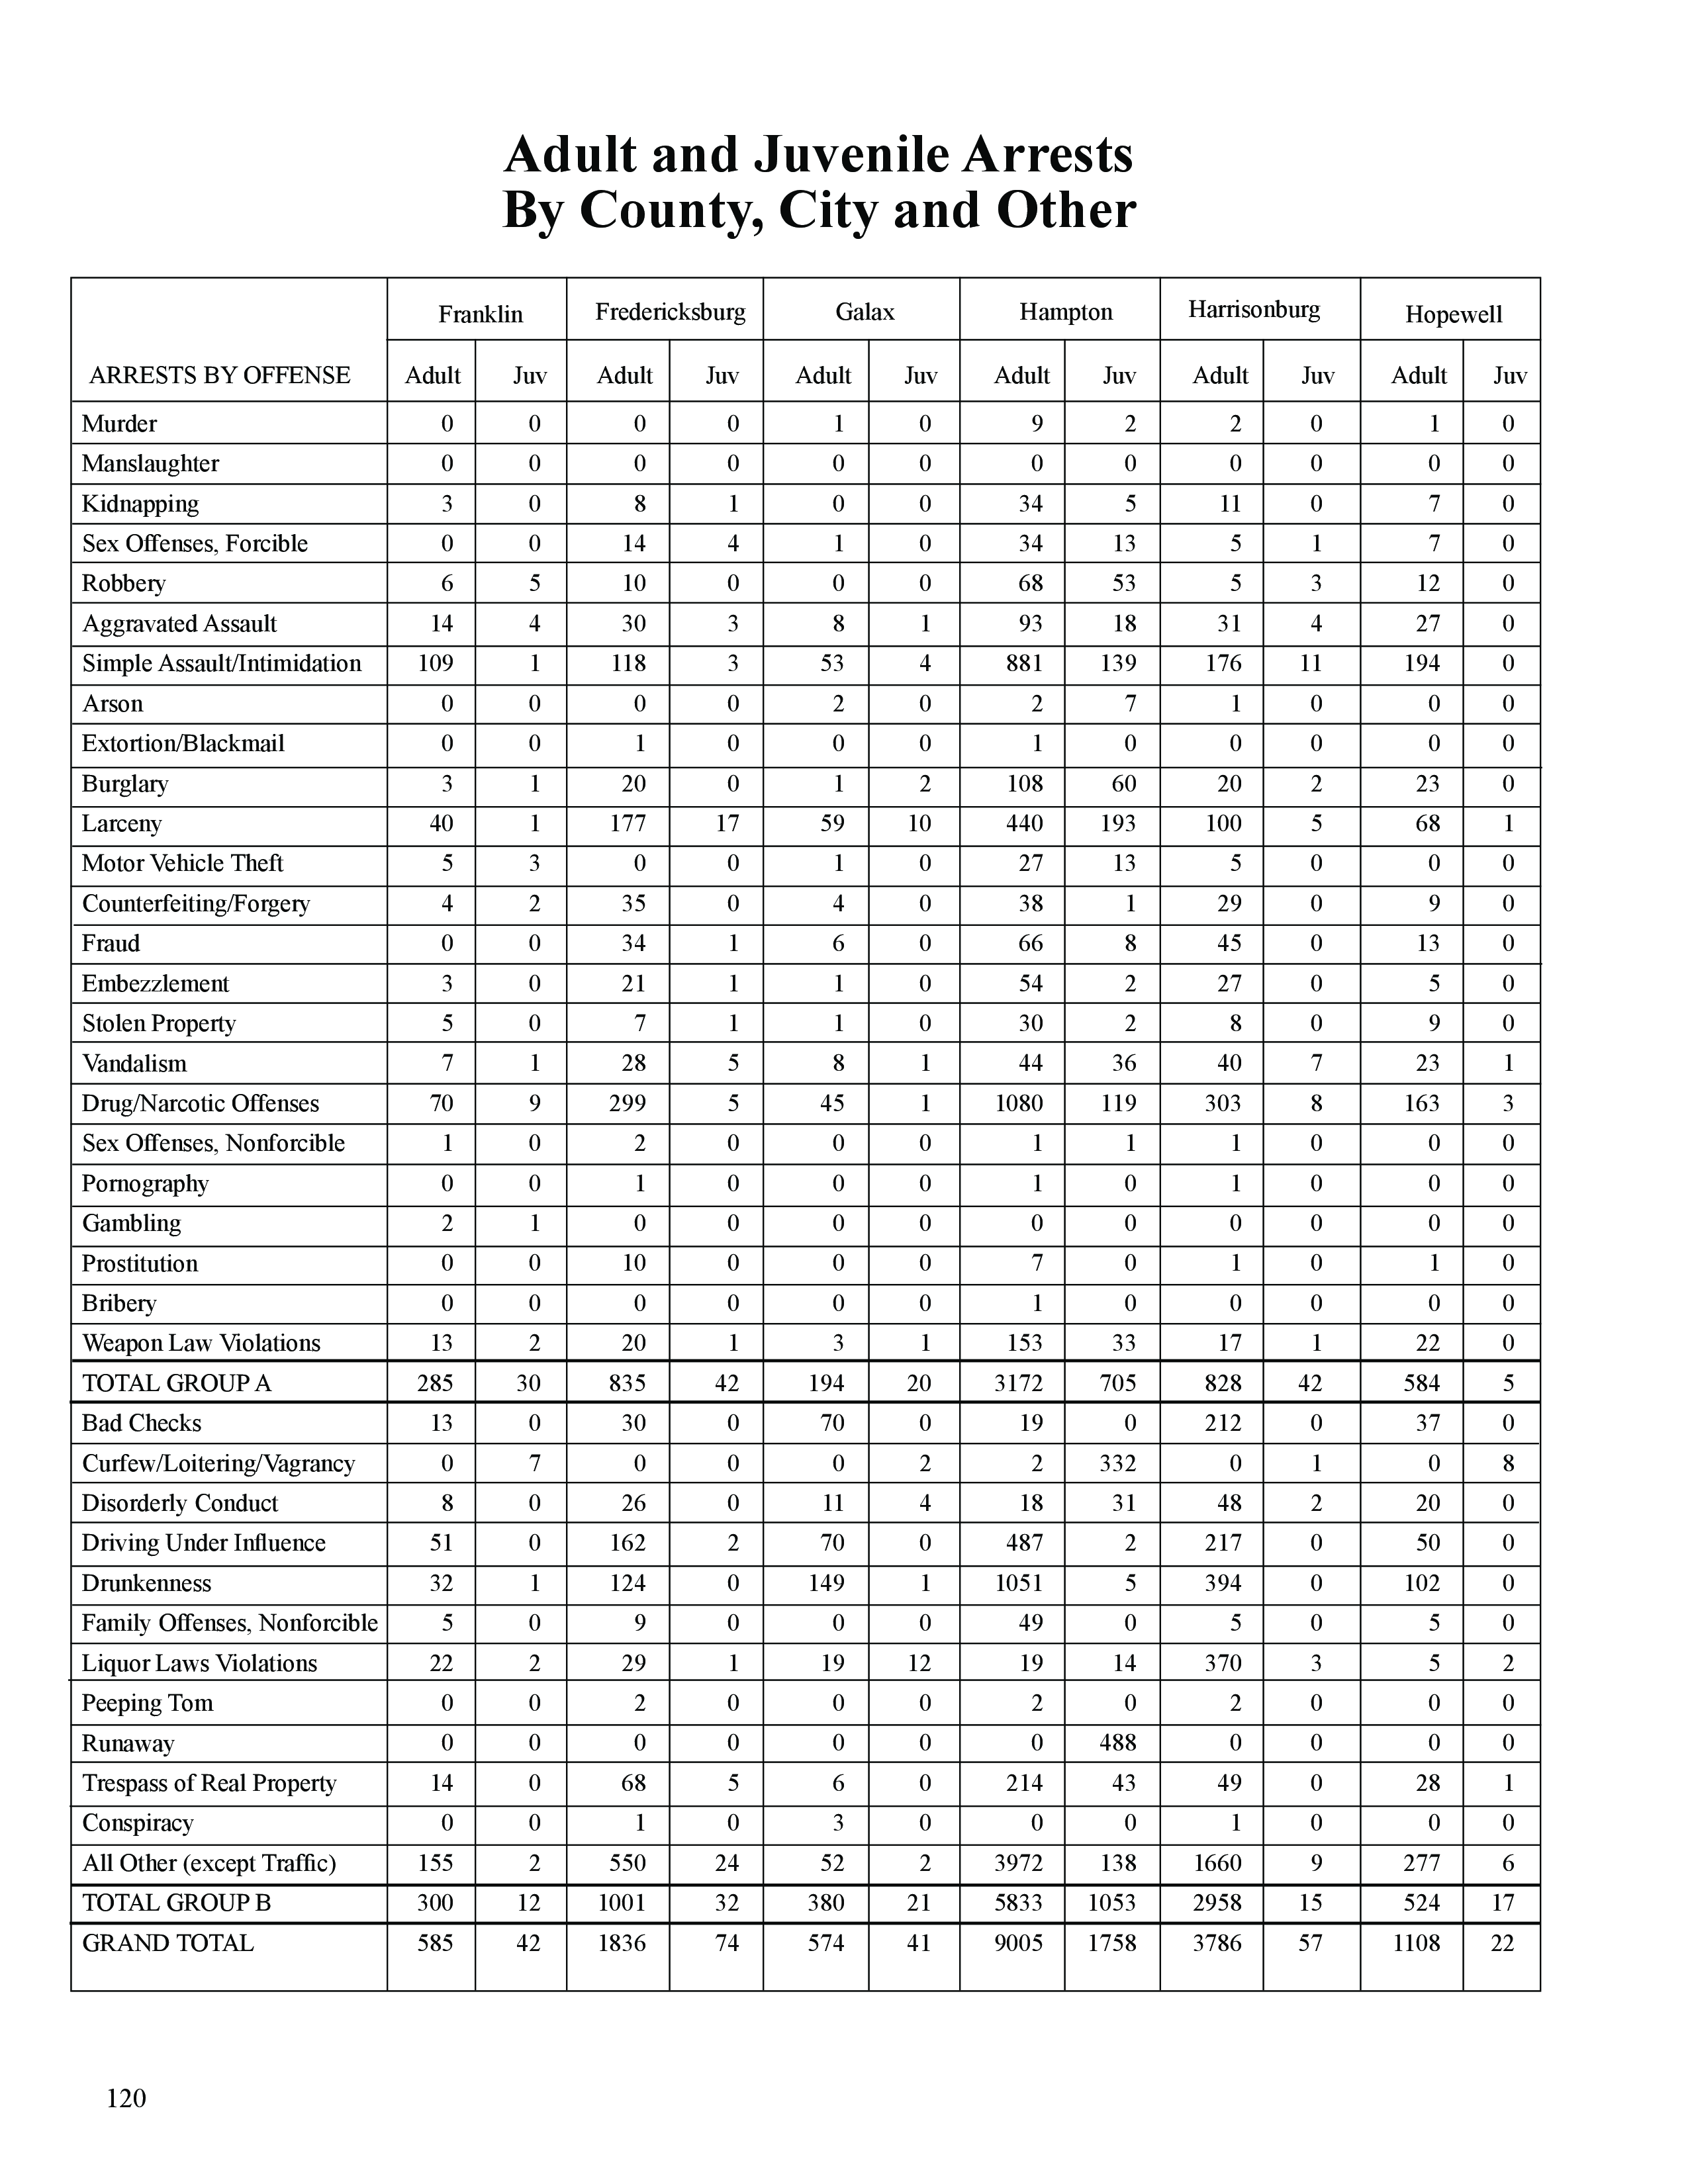 Adult and Juvenile Arrests
By County, City and Other
Franklin Fredericksburg Galax Hampton Harrisonburg Hopewell
ARRESTS BY OFFENSE Adult Juv Adult Juv Adult Juv Adult Juv Adult Juv Adult Juv
Murder 0 0 0 0 1 0 9 2 2 0 1 0
Manslaughter 0 0 0 0 0 0 0 0 0 0 0 0
Kidnapping 3 0 8 1 0 0 34 5 11 0 7 0
Sex Offenses, Forcible 0 0 14 4 1 0 34 13 5 1 7 0
Robbery 6 5 10 0 0 0 68 53 5 3 12 0
Aggravated Assault 14 4 30 3 8 1 93 18 31 4 27 0
Simple Assault/Intimidation 109 1 118 3 53 4 881 139 176 11 194 0
Arson 0 0 0 0 2 0 2 7 1 0 0 0
Extortion/Blackmail 0 0 1 0 0 0 1 0 0 0 0 0
Burglary 3 1 20 0 1 2 108 60 20 2 23 0
Larceny 40 1 177 17 59 10 440 193 100 5 68 1
Motor Vehicle Theft 5 3 0 0 1 0 27 13 5 0 0 0
Counterfeiting/Forgery 4 2 35 0 4 0 38 1 29 0 9 0
Fraud 0 0 34 1 6 0 66 8 45 0 13 0
Embezzlement 3 0 21 1 1 0 54 2 27 0 5 0
Stolen Property 5 0 7 1 1 0 30 2 8 0 9 0
Vandalism 7 1 28 5 8 1 44 36 40 7 23 1
Drug/Narcotic Offenses 70 9 299 5 45 1 1080 119 303 8 163 3
Sex Offenses, Nonforcible 1 0 2 0 0 0 1 1 1 0 0 0
Pornography 0 0 1 0 0 0 1 0 1 0 0 0
Gambling 2 1 0 0 0 0 0 0 0 0 0 0
Prostitution 0 0 10 0 0 0 7 0 1 0 1 0
Bribery 0 0 0 0 0 0 1 0 0 0 0 0
Weapon Law Violations 13 2 20 1 3 1 153 33 17 1 22 0
TOTAL GROUP A 285 30 835 42 194 20 3172 705 828 42 584 5
Bad Checks 13 0 30 0 70 0 19 0 212 0 37 0
Curfew/Loitering/Vagrancy 0 7 0 0 0 2 2 332 0 1 0 8
Disorderly Conduct 8 0 26 0 11 4 18 31 48 2 20 0
Driving Under Influence 51 0 162 2 70 0 487 2 217 0 50 0
Drunkenness 32 1 124 0 149 1 1051 5 394 0 102 0
Family Offenses, Nonforcible 5 0 9 0 0 0 49 0 5 0 5 0
Liquor Laws Violations 22 2 29 1 19 12 19 14 370 3 5 2
Peeping Tom 0 0 2 0 0 0 2 0 2 0 0 0
Runaway 0 0 0 0 0 0 0 488 0 0 0 0
Trespass of Real Property 14 0 68 5 6 0 214 43 49 0 28 1
Conspiracy 0 0 1 0 3 0 0 0 1 0 0 0
All Other (except Traffic) 155 2 550 24 52 2 3972 138 1660 9 277 6
TOTAL GROUP B 300 12 1001 32 380 21 5833 1053 2958 15 524 17
GRAND TOTAL 585 42 1836 74 574 41 9005 1758 3786 57 1108 22
120